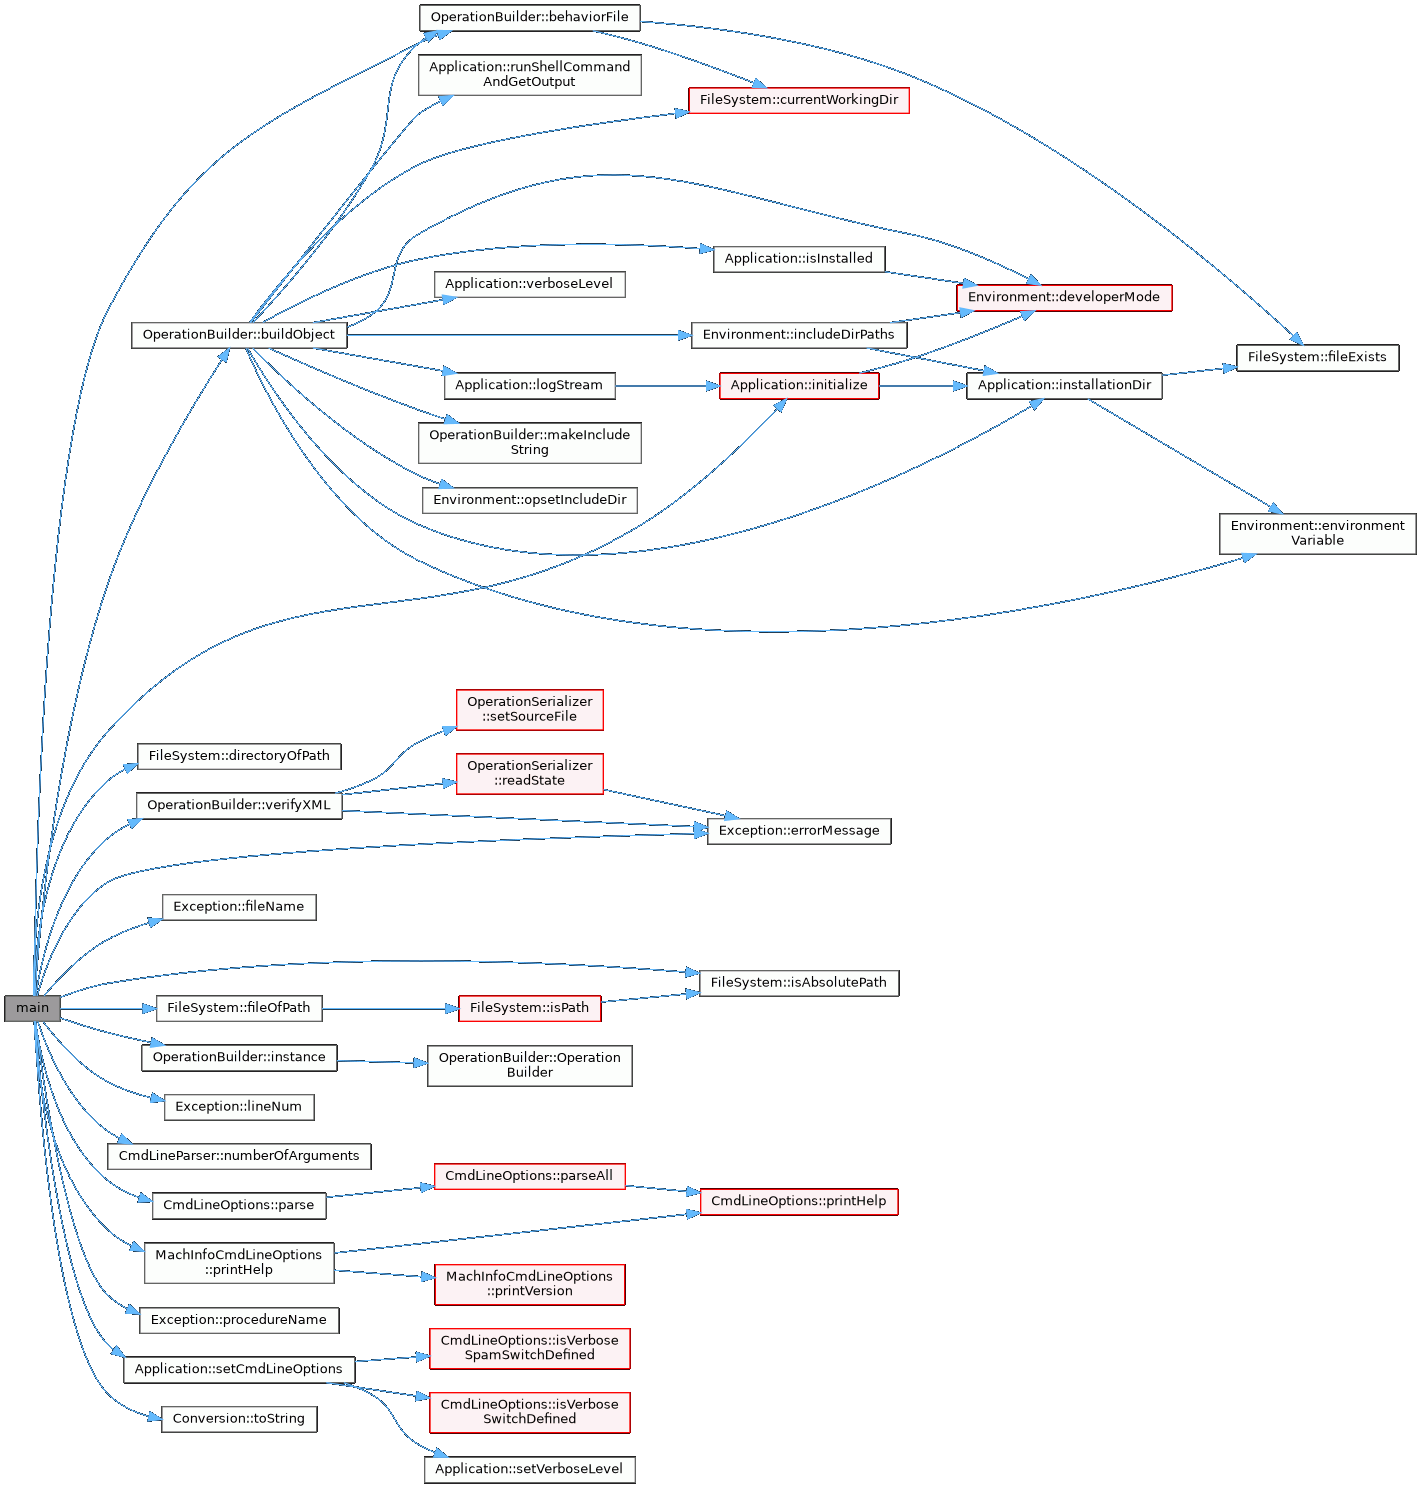 OperationBuilder::behaviorFile
Application::runShellCommand
AndGetOutput
FileSystem::currentWorkingDir
Application::isInstalled
Application::verboseLevel
Environment::developerMode
OperationBuilder::buildObject
Environment::includeDirPaths
FileSystem::fileExists
Application::logStream
Application::initialize
Application::installationDir
OperationBuilder::makeInclude
String
Environment::opsetIncludeDir
Environment::environment
Variable
OperationSerializer
::setSourceFile
FileSystem::directoryOfPath
OperationSerializer
::readState
OperationBuilder::verifyXML
Exception::errorMessage
Exception::fileName
FileSystem::isAbsolutePath
main
FileSystem::fileOfPath
FileSystem::isPath
OperationBuilder::instance
OperationBuilder::Operation
Builder
Exception::lineNum
CmdLineParser::numberOfArguments
CmdLineOptions::parseAll
CmdLineOptions::parse
CmdLineOptions::printHelp
MachInfoCmdLineOptions
::printHelp
MachInfoCmdLineOptions
::printVersion
Exception::procedureName
CmdLineOptions::isVerbose
SpamSwitchDefined
Application::setCmdLineOptions
CmdLineOptions::isVerbose
SwitchDefined
Conversion::toString
Application::setVerboseLevel